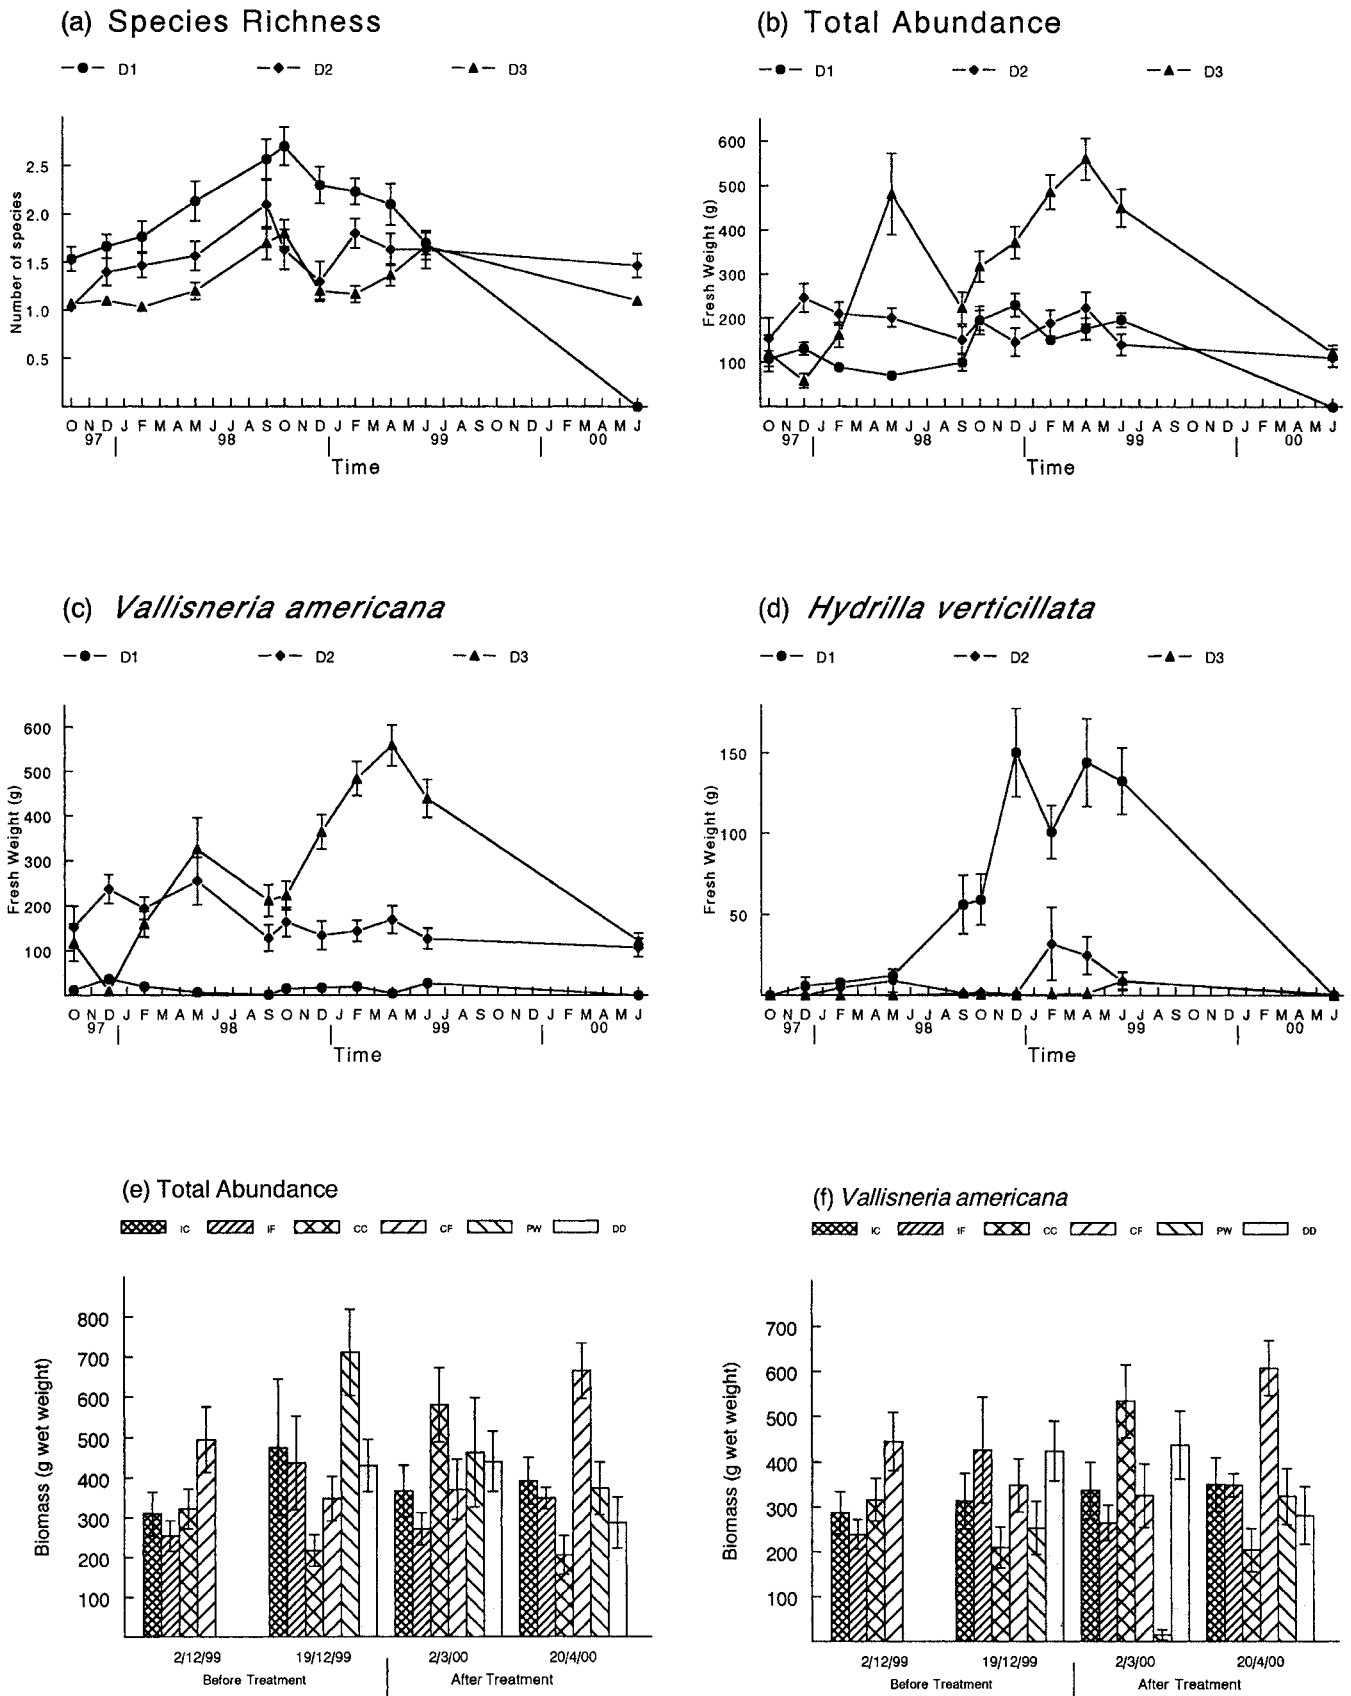 (a) Species Richness
D1 D2 D3
Number of species
2.5
2.0
1.5
1.0
0.5
O N D J F M A M J J A S O N D J F M A M J J A S O N D J F M A M J
97 98 99 00
Time
(b) Total Abundance
D1 D2 D3
Fresh Weight (g)
600
500
400
300
200
100
O N D J F M A M J J A S O N D J F M A M J J A S O N D J F M A M J
97 98 99 00
Time
(c) Vallisneria americana
D1 D2 D3
Fresh Weight (g)
600
500
400
300
200
100
O N D J F M A M J J A S O N D J F M A M J J A S O N D J F M A M J
97 98 99 00
Time
(d) Hydrilla verticillata
D1 D2 D3
Fresh Weight (g)
150
100
50
O N D J F M A M J J A S O N D J F M A M J J A S O N D J F M A M J
97 98 99 00
Time
(e) Total Abundance
IC IF CC CF PW DD
Biomass (g wet weight)
800
700
600
500
400
300
200
100
2/12/99 19/12/99 2/3/00 20/4/00
Before Treatment After Treatment
(f) Vallisneria americana
IC IF CC CF PW DD
Biomass (g wet weight)
700
600
500
400
300
200
100
2/12/99 19/12/99 2/3/00 20/4/00
Before Treatment After Treatment